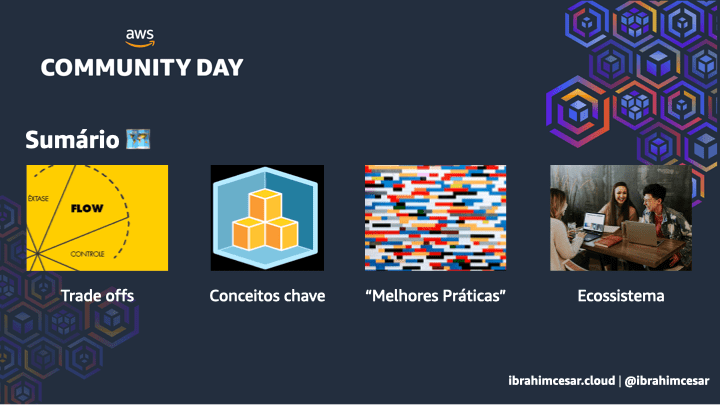 aws
COMMUNITY DAY
Sumário 🗺️
ÊXTASE
FLOW
CONTROLE
Trade offs
Conceitos chave
“Melhores Práticas”
Ecossistema
ibrahimcesar.cloud | @ibrahimcesar